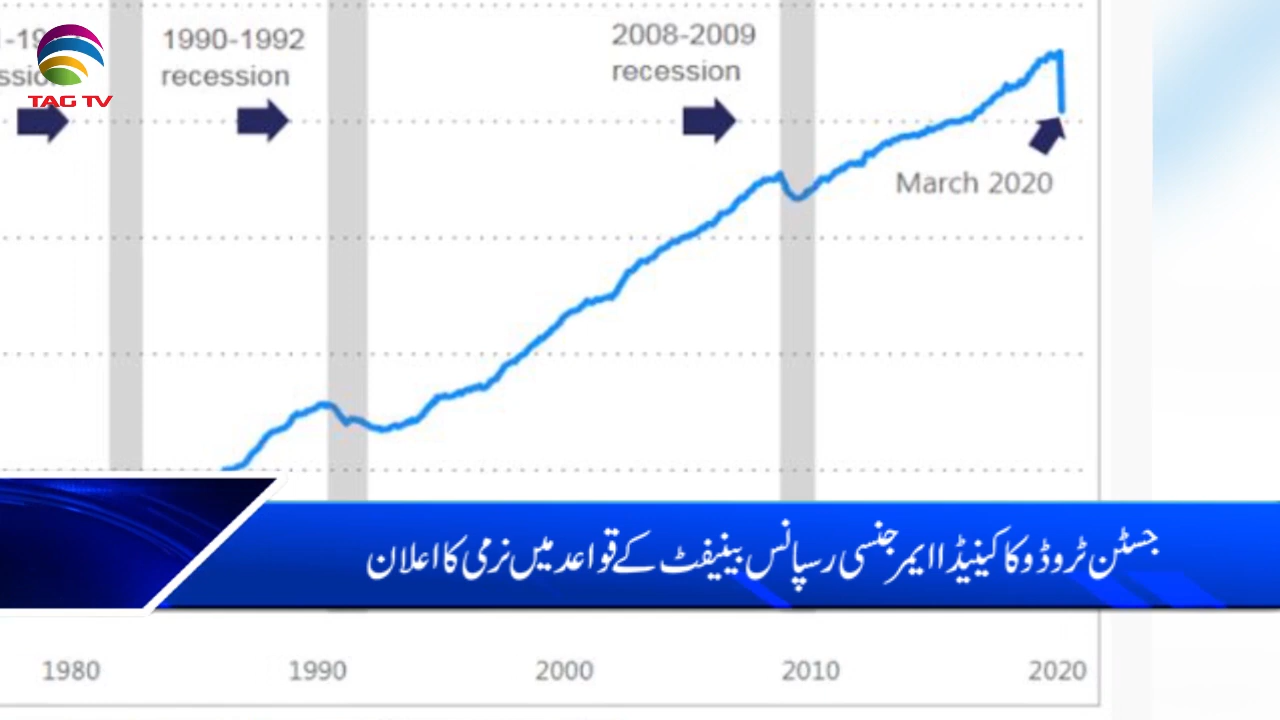 1990-1992
recession
2008-2009
recession
TAG TV
March 2020
جسٹن ٹروڈو کا کینیڈا ایمرجنسی رسپانس بینیفٹ کے قواعد میں نرمی کا اعلان
1980 1990 2000 2010 2020